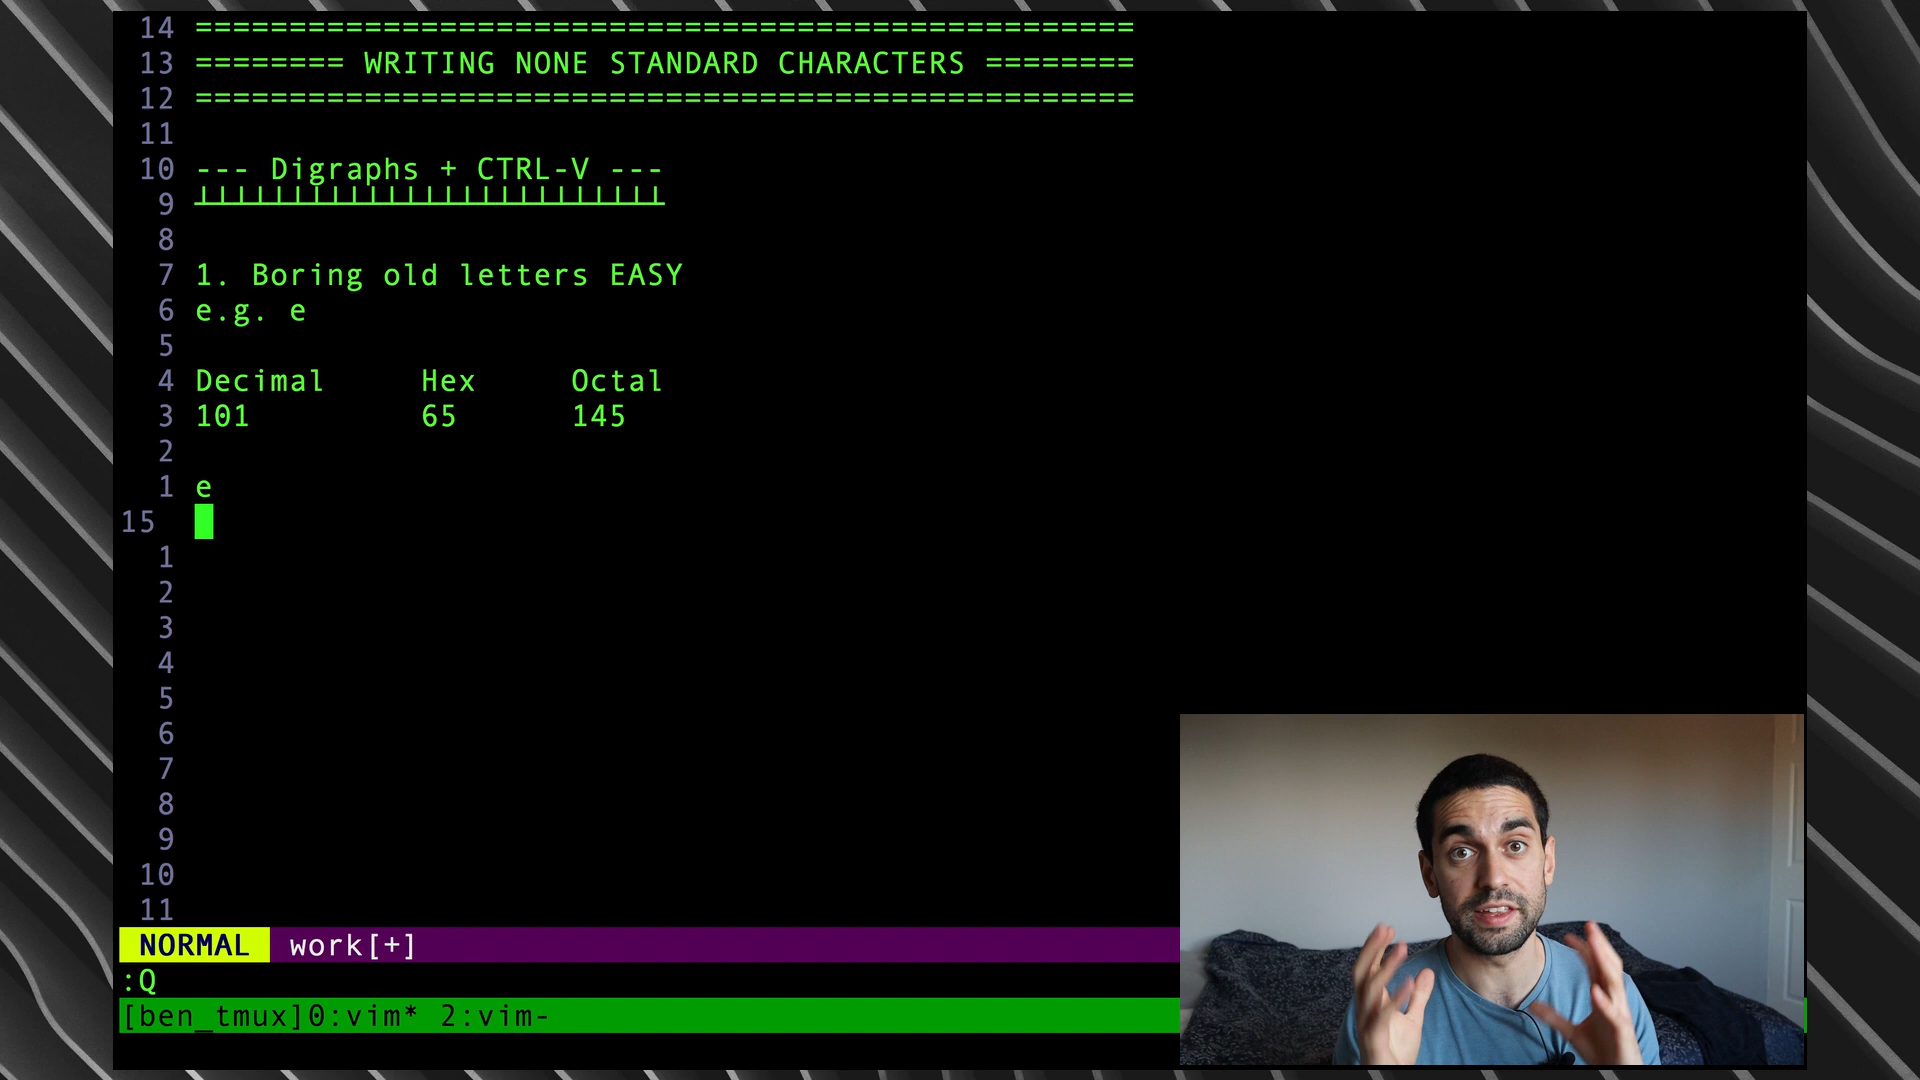 14 ==================================================
13 ======== WRITING NONE STANDARD CHARACTERS ========
12 ==================================================
11
10 --- Digraphs + CTRL-V ---
9 ┴┴┴┴┴┴┴┴┴┴┴┴┴┴┴┴┴┴┴┴┴┴┴┴┴
8
7 1. Boring old letters EASY
6 e.g. e
5
4 Decimal Hex Octal
3 101 65 145
2
1 e
15
1
2
3
4
5
6
7
8
9
10
11
NORMAL work[+]
:Q
[ben_tmux]0:vim* 2:vim-